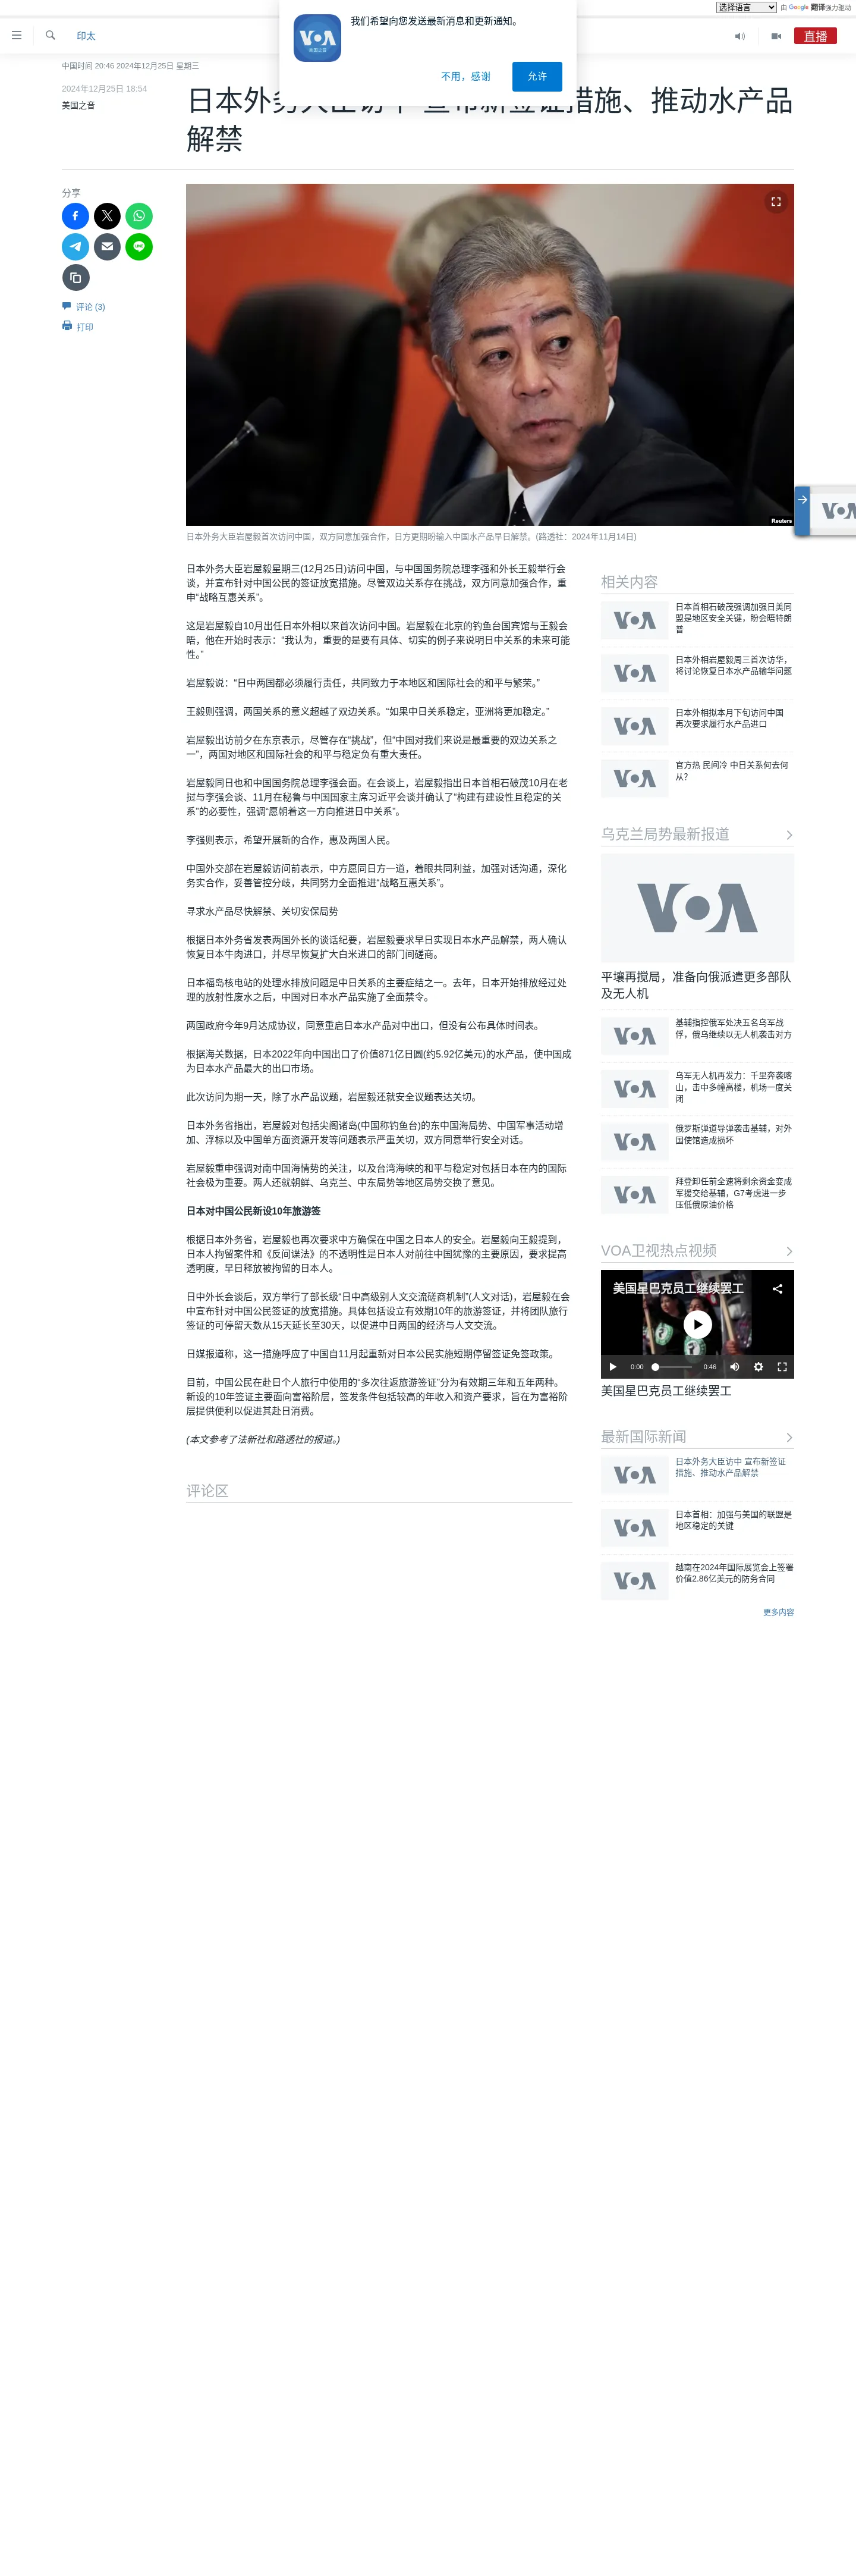 选择语言
由 Google 翻译强力驱动
我们希望向您发送最新消息和更新通知。
不用，感谢
允许
印太
直播
中国时间 20:46 2024年12月25日 星期三
2024年12月25日 18:54
美国之音
日本外务大臣访中 宣布新签证措施、推动水产品
解禁
分享
评论 (3)
打印
Reuters
日本外务大臣岩屋毅首次访问中国，双方同意加强合作，日方更期盼输入中国水产品早日解禁。(路透社：2024年11月14日)
日本外务大臣岩屋毅星期三(12月25日)访问中国，与中国国务院总理李强和外长王毅举行会
谈，并宣布针对中国公民的签证放宽措施。尽管双边关系存在挑战，双方同意加强合作，重
申“战略互惠关系”。
这是岩屋毅自10月出任日本外相以来首次访问中国。岩屋毅在北京的钓鱼台国宾馆与王毅会
晤，他在开始时表示：“我认为，重要的是要有具体、切实的例子来说明日中关系的未来可能
性。”
岩屋毅说：“日中两国都必须履行责任，共同致力于本地区和国际社会的和平与繁荣。”
王毅则强调，两国关系的意义超越了双边关系。“如果中日关系稳定，亚洲将更加稳定。”
岩屋毅出访前夕在东京表示，尽管存在“挑战”，但“中国对我们来说是最重要的双边关系之
一”，两国对地区和国际社会的和平与稳定负有重大责任。
岩屋毅同日也和中国国务院总理李强会面。在会谈上，岩屋毅指出日本首相石破茂10月在老
挝与李强会谈、11月在秘鲁与中国国家主席习近平会谈并确认了“构建有建设性且稳定的关
系”的必要性，强调“愿朝着这一方向推进日中关系”。
李强则表示，希望开展新的合作，惠及两国人民。
中国外交部在岩屋毅访问前表示，中方愿同日方一道，着眼共同利益，加强对话沟通，深化
务实合作，妥善管控分歧，共同努力全面推进“战略互惠关系”。
寻求水产品尽快解禁、关切安保局势
根据日本外务省发表两国外长的谈话纪要，岩屋毅要求早日实现日本水产品解禁，两人确认
恢复日本牛肉进口，并尽早恢复扩大白米进口的部门间磋商。
日本福岛核电站的处理水排放问题是中日关系的主要症结之一。去年，日本开始排放经过处
理的放射性废水之后，中国对日本水产品实施了全面禁令。
两国政府今年9月达成协议，同意重启日本水产品对中出口，但没有公布具体时间表。
根据海关数据，日本2022年向中国出口了价值871亿日圆(约5.92亿美元)的水产品，使中国成
为日本水产品最大的出口市场。
此次访问为期一天，除了水产品议题，岩屋毅还就安全议题表达关切。
日本外务省指出，岩屋毅对包括尖阁诸岛(中国称钓鱼台)的东中国海局势、中国军事活动增
加、浮标以及中国单方面资源开发等问题表示严重关切，双方同意举行安全对话。
岩屋毅重申强调对南中国海情势的关注，以及台湾海峡的和平与稳定对包括日本在内的国际
社会极为重要。两人还就朝鲜、乌克兰、中东局势等地区局势交换了意见。
日本对中国公民新设10年旅游签
根据日本外务省，岩屋毅也再次要求中方确保在中国之日本人的安全。岩屋毅向王毅提到，
日本人拘留案件和《反间谍法》的不透明性是日本人对前往中国犹豫的主要原因，要求提高
透明度，早日释放被拘留的日本人。
日中外长会谈后，双方举行了部长级“日中高级别人文交流磋商机制”(人文对话)，岩屋毅在会
中宣布针对中国公民签证的放宽措施。具体包括设立有效期10年的旅游签证，并将团队旅行
签证的可停留天数从15天延长至30天，以促进中日两国的经济与人文交流。
日媒报道称，这一措施呼应了中国自11月起重新对日本公民实施短期停留签证免签政策。
目前，中国公民在赴日个人旅行中使用的“多次往返旅游签证”分为有效期三年和五年两种。
新设的10年签证主要面向富裕阶层，签发条件包括较高的年收入和资产要求，旨在为富裕阶
层提供便利以促进其赴日消费。
(本文参考了法新社和路透社的报道。)
评论区
相关内容
日本首相石破茂强调加强日美同
盟是地区安全关键，盼会晤特朗
普
日本外相岩屋毅周三首次访华，
将讨论恢复日本水产品输华问题
日本外相拟本月下旬访问中国
再次要求履行水产品进口
官方热 民间冷 中日关系何去何
从？
乌克兰局势最新报道
VOA
平壤再搅局，准备向俄派遣更多部队
及无人机
基辅指控俄军处决五名乌军战
俘，俄乌继续以无人机袭击对方
乌军无人机再发力：千里奔袭喀
山，击中多幢高楼，机场一度关
闭
俄罗斯弹道导弹袭击基辅，对外
国使馆造成损坏
拜登卸任前全速将剩余资金变成
军援交给基辅，G7考虑进一步
压低俄原油价格
VOA卫视热点视频
美国星巴克员工继续罢工
0:00
0:46
美国星巴克员工继续罢工
最新国际新闻
日本外务大臣访中 宣布新签证
措施、推动水产品解禁
日本首相：加强与美国的联盟是
地区稳定的关键
越南在2024年国际展览会上签署
价值2.86亿美元的防务合同
更多内容